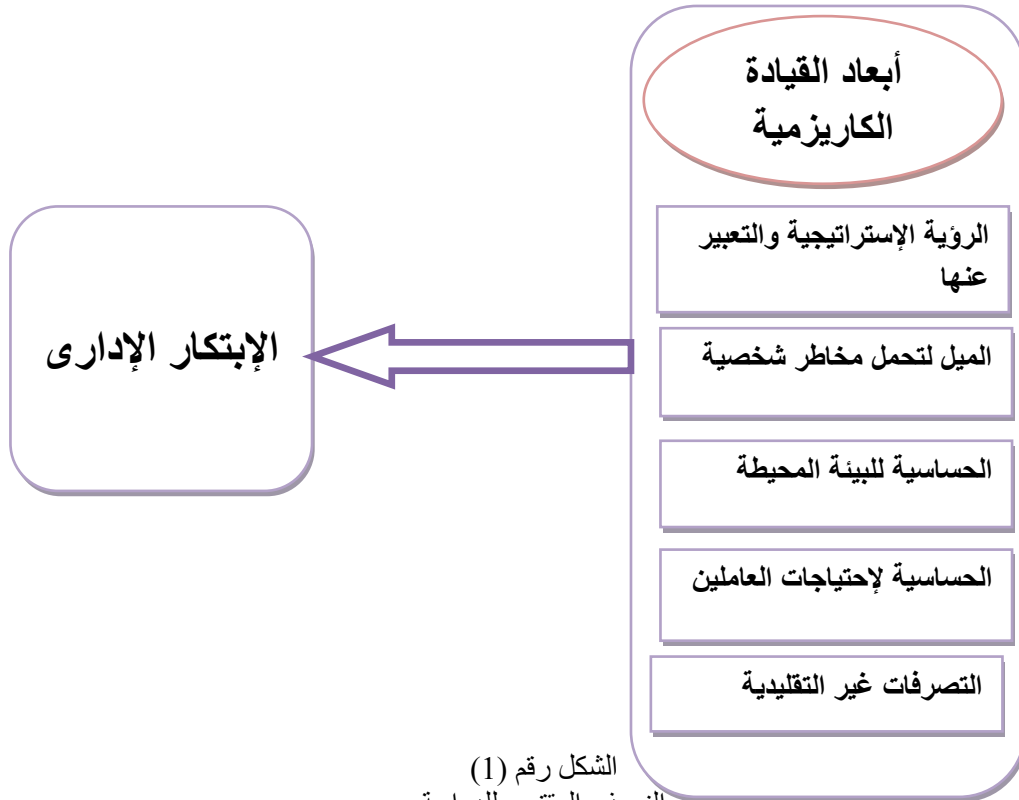 أبعاد القيادة
الكاريزمية
الرؤية الإستراتيجية والتعبير
عنها
الميل لتحمل مخاطر شخصية
الحساسية للبيئة المحيطة
الحساسية لإحتياجات العاملين
التصرفات غير التقليدية
الإبتكار الإدارى
الشكل رقم (1)